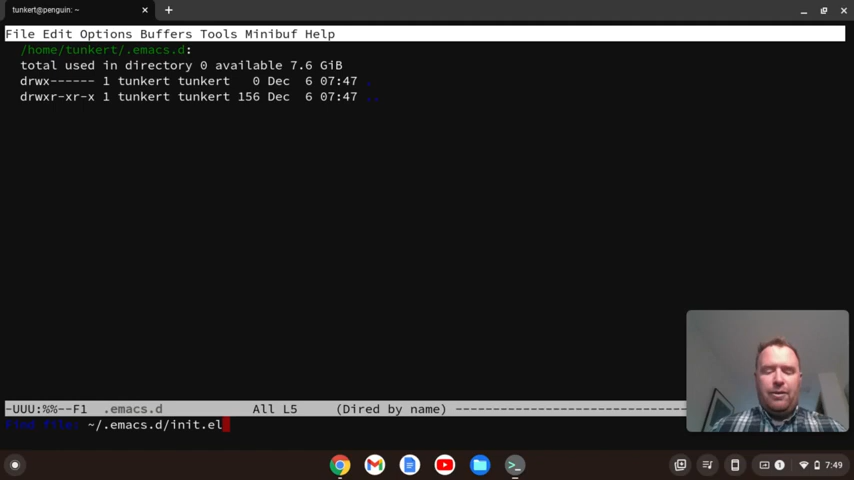 tunkert@penguin: ~
File Edit Options Buffers Tools Minibuf Help
/home/tunkert/.emacs.d:
total used in directory 0 available 7.6 GiB
drwx------ 1 tunkert tunkert   0 Dec  6 07:47 .
drwxr-xr-x 1 tunkert tunkert 156 Dec  6 07:47 ..
-UUU:%%--F1  .emacs.d   All L5   (Dired by name) --------------------------------
Find file: ~/.emacs.d/init.el
1 7:49